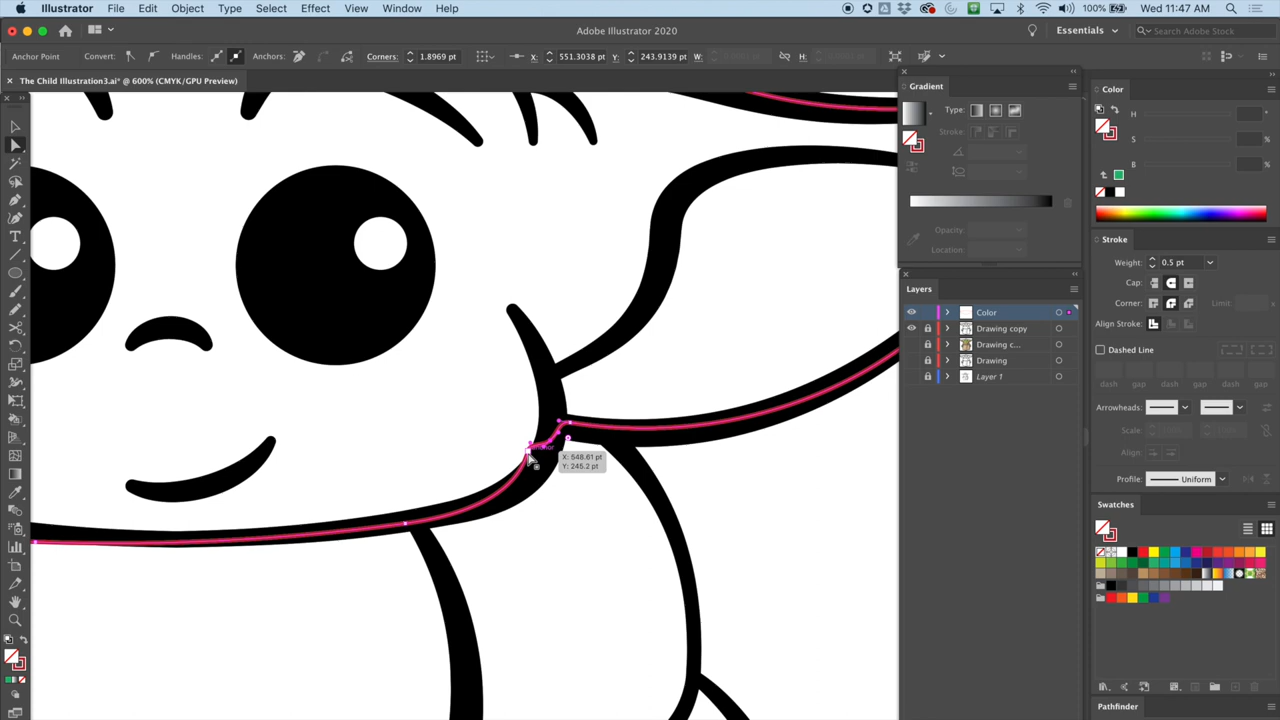 Illustrator File Edit Object Type Select Effect View Window Help 100% Wed 11:47 AM
Adobe Illustrator 2020 Essentials Search Adobe Stock
Anchor Point Convert: Handles: Anchors: Corners: 1.8969 pt X: 551.3038 pt Y: 243.9139 pt W: H:
The Child Illustration3.ai* @ 600% (CMYK/GPU Preview)
Gradient
Type:
Stroke:
Opacity:
Location:
Color
H °
S %
B %
Layers
Color
Drawing copy
Drawing c...
Drawing
Layer 1
Stroke
Weight: 0.5 pt
Cap:
Corner: Limit:
Align Stroke:
Dashed Line
dash gap dash gap dash gap
Arrowheads:
Scale:
Align:
Profile: Uniform
Swatches
Pathfinder
X: 548.61 pt
Y: 245.2 pt